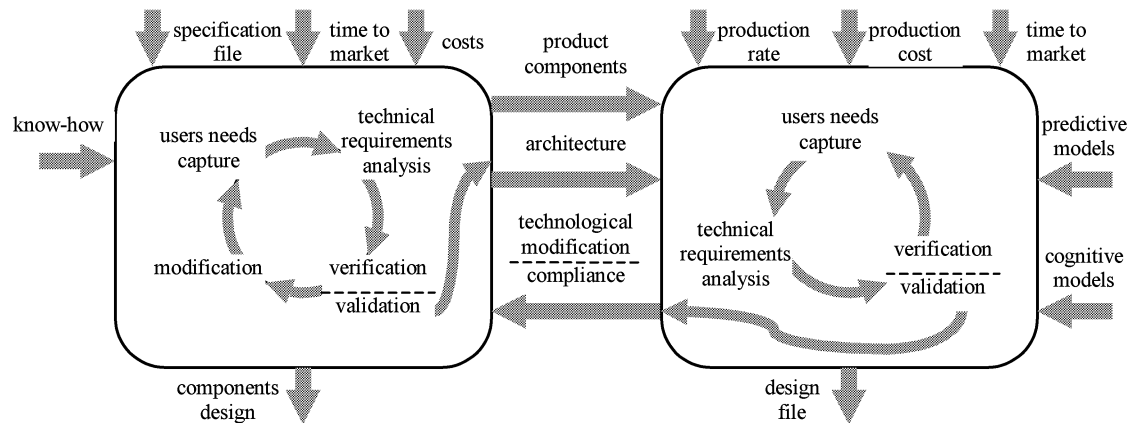 specification
file
time to
market
costs
product
components
production
rate
production
cost
time to
market
know-how
users needs
capture
technical
requirements
analysis
verification
validation
modification
architecture
technological
modification
compliance
users needs
capture
technical
requirements
analysis
verification
validation
predictive
models
cognitive
models
components
design
design
file